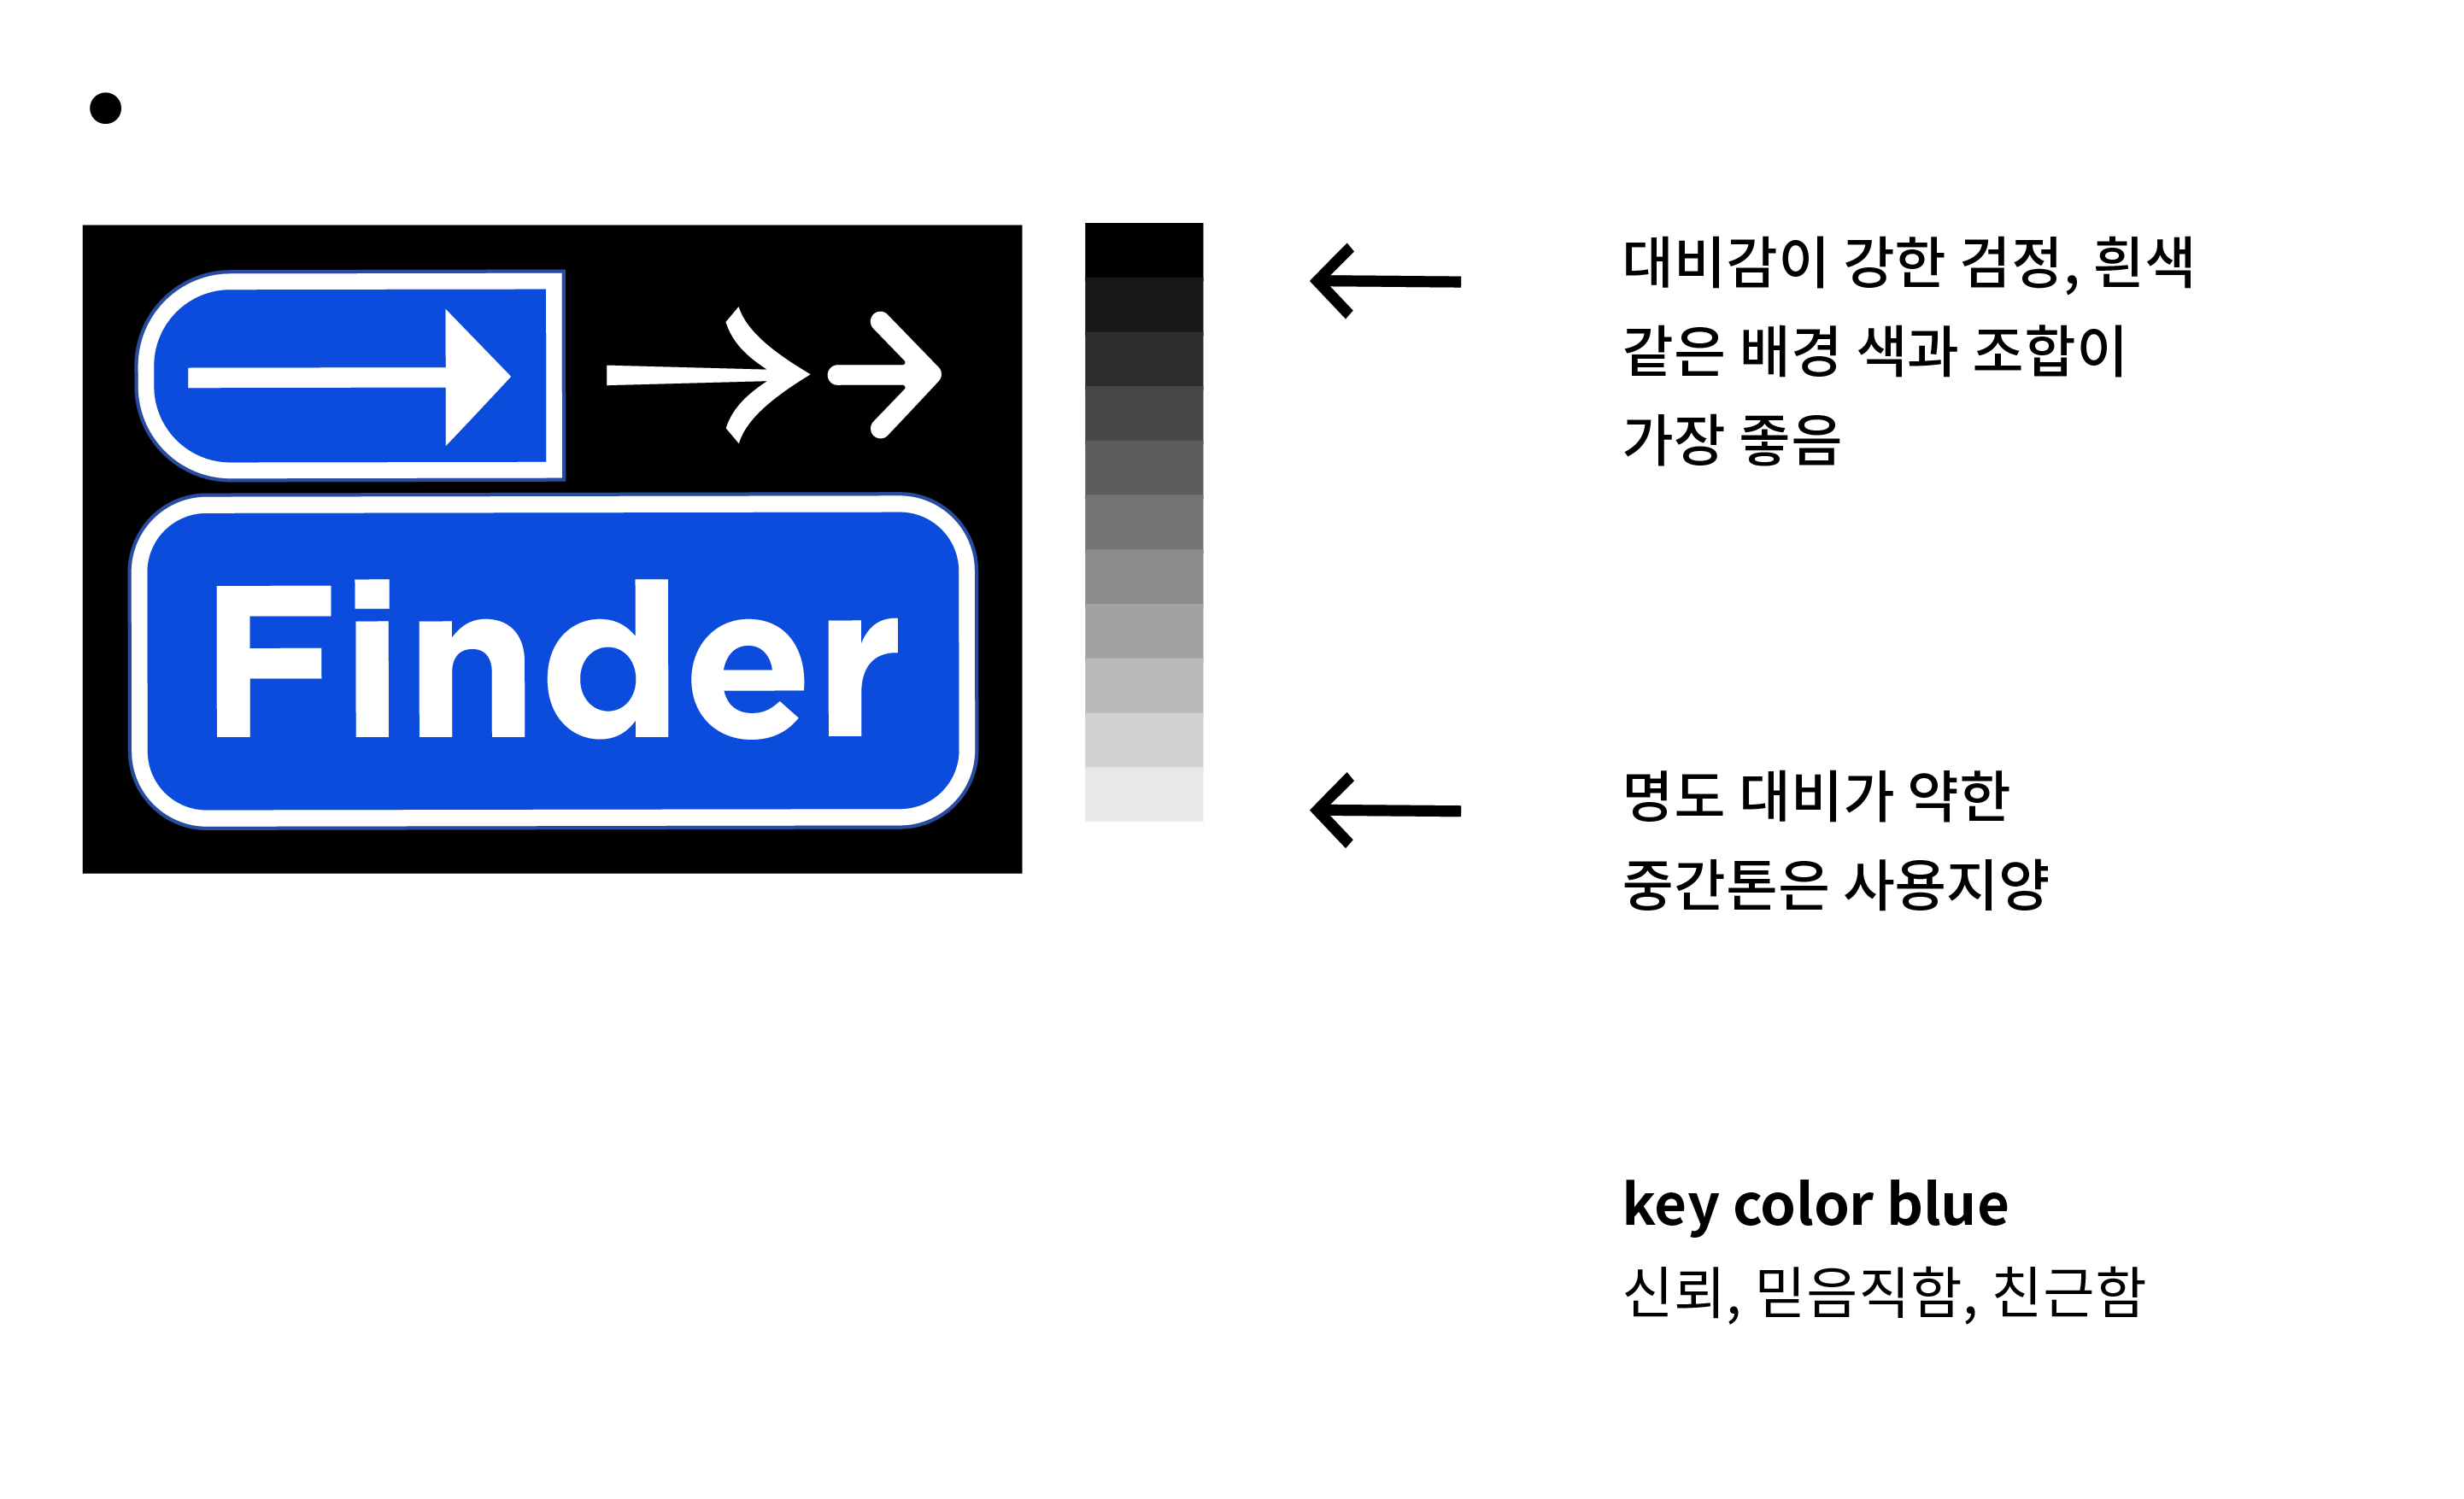 Finder
대비감이 강한 검정, 흰색
같은 배경 색과 조합이
가장 좋음
명도 대비가 약한
중간톤은 사용지양
key color blue
신뢰, 믿음직함, 친근함